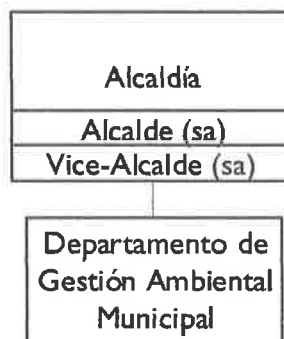 Alcaldía
Alcalde (sa)
Vice-Alcalde (sa)
Departamento de
Gestión Ambiental
Municipal